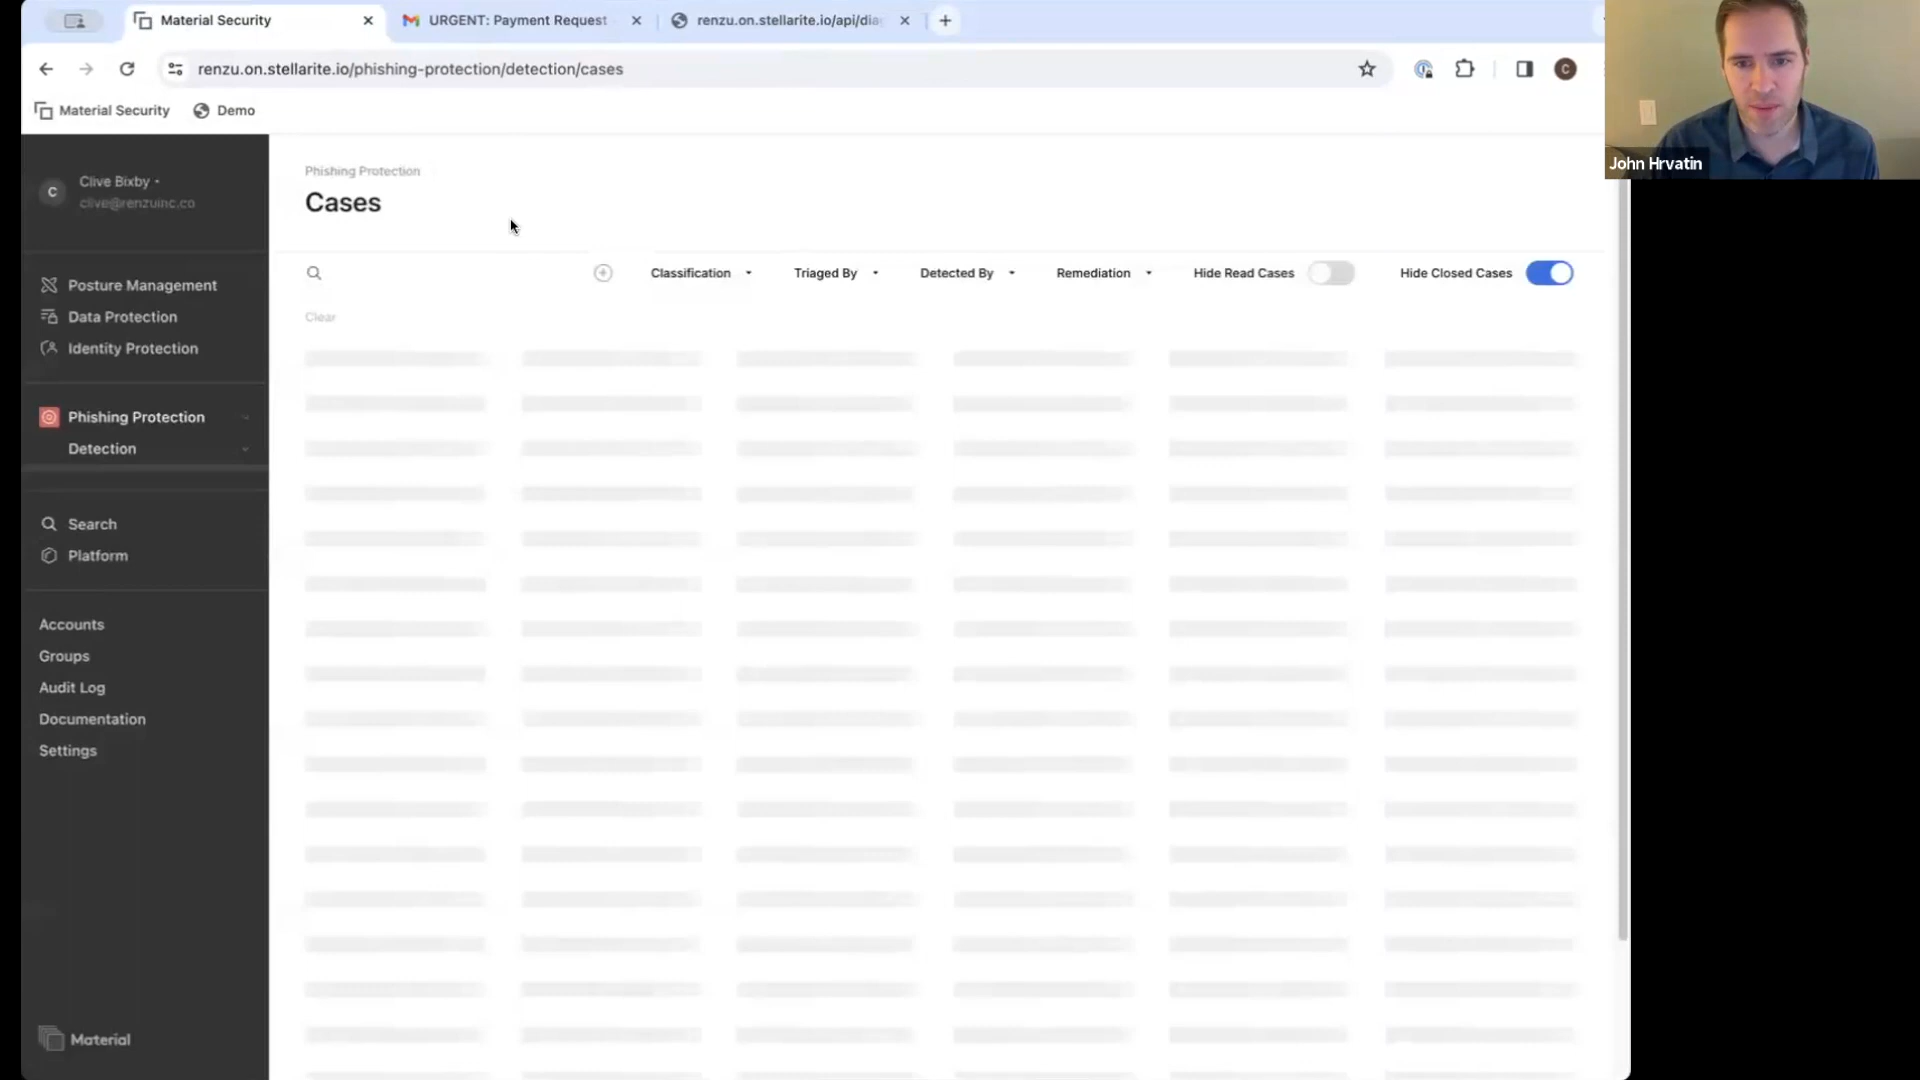 Material Security
URGENT: Payment Request
renzu.on.stellarite.io/api/dia
renzu.on.stellarite.io/phishing-protection/detection/cases
C
Material Security
Demo
John Hrvatin
C
Clive Bixby
clive@renzuinc.co
Posture Management
Data Protection
Identity Protection
Phishing Protection
Detection
Search
Platform
Accounts
Groups
Audit Log
Documentation
Settings
Material
Phishing Protection
Cases
Classification
Triaged By
Detected By
Remediation
Hide Read Cases
Hide Closed Cases
Clear